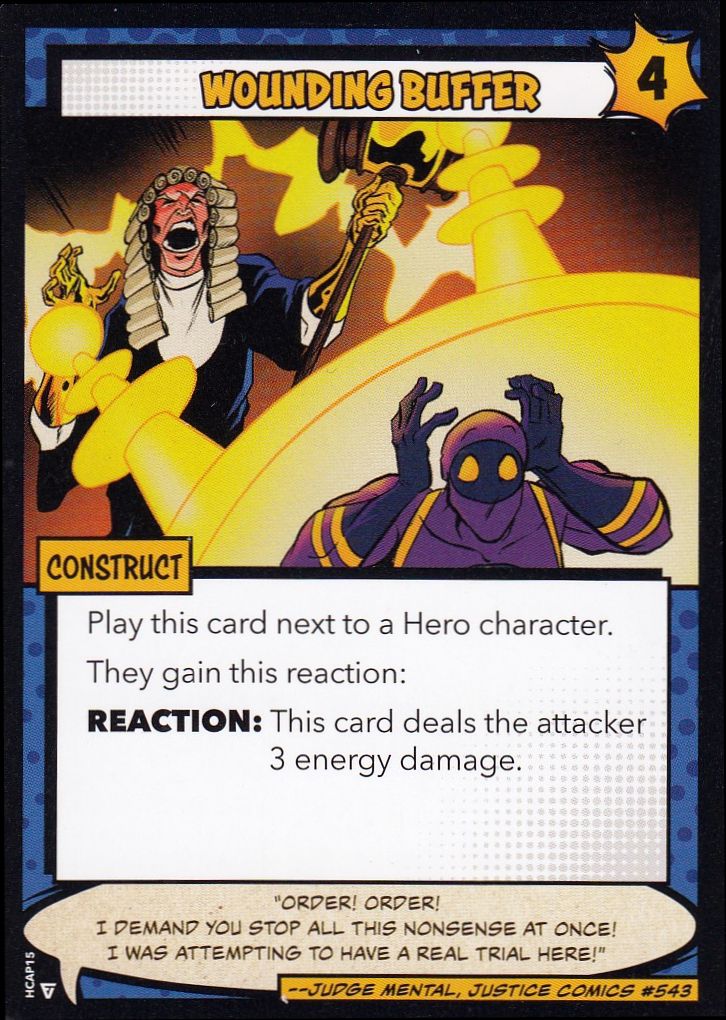 WOUNDING BUFFER
4
CONSTRUCT
Play this card next to a Hero character.
They gain this reaction:
REACTION: This card deals the attacker
3 energy damage.
"ORDER! ORDER!
I DEMAND YOU STOP ALL THIS NONSENSE AT ONCE!
I WAS ATTEMPTING TO HAVE A REAL TRIAL HERE!"
--JUDGE MENTAL, JUSTICE COMICS #543
HCAP15